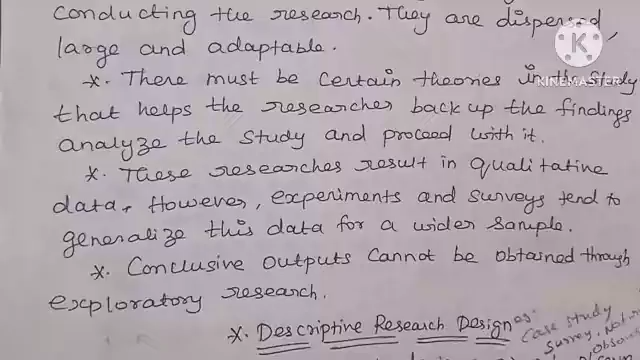 conducting the research. They are dispersed,
large and adaptable.
*. There must be certain theories in the study
that helps the researcher back up the findings
analyze the study and proceed with it.
*. These researches result in qualitative
data. However, experiments and surveys tend to
generalize this data for a wider sample.
*. Conclusive outputs cannot be obtained through
exploratory research.
*. Descriptive Research Design
Case study
survey,
K
KINEMASTER